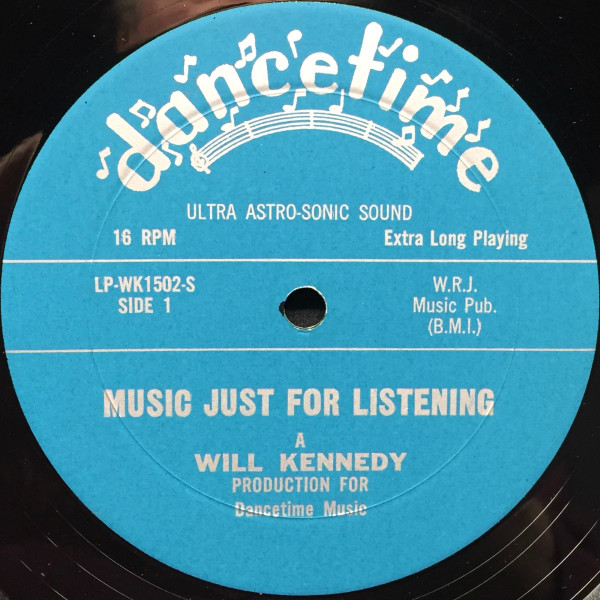 dancetime
ULTRA ASTRO-SONIC SOUND
16 RPM
Extra Long Playing
LP-WK1502-S
SIDE 1
W.R.J.
Music Pub.
(B.M.I.)
MUSIC JUST FOR LISTENING
A
WILL KENNEDY
PRODUCTION FOR
Dancetime Music